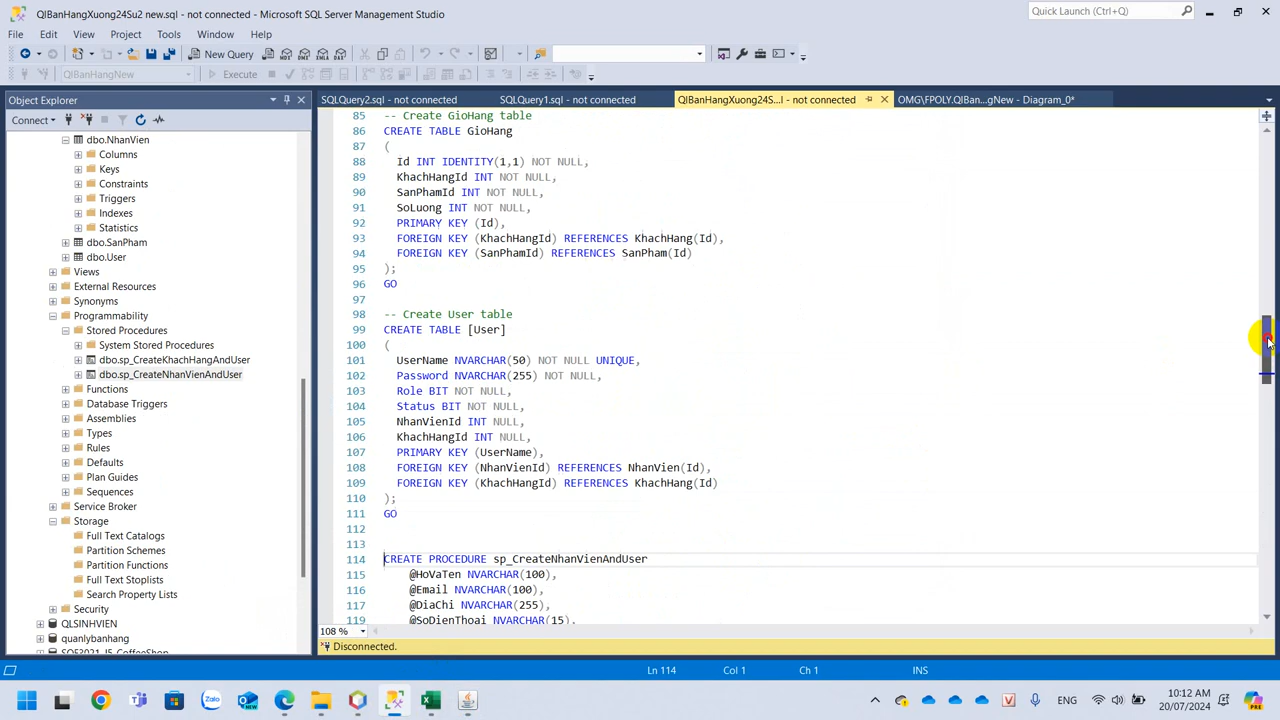 QlBanHangXuong24Su2 new.sql - not connected - Microsoft SQL Server Management Studio
Quick Launch (Ctrl+Q)
File Edit View Project Tools Window Help
New Query
MDX DMX XMLA DAX
QlBanHangNew
Execute
Object Explorer
SQLQuery2.sql - not connected
SQLQuery1.sql - not connected
QlBanHangXuong24S...l - not connected
OMG\FPOLY.QlBan...gNew - Diagram_0*
Connect
dbo.NhanVien
Columns
Keys
Constraints
Triggers
Indexes
Statistics
dbo.SanPham
dbo.User
Views
External Resources
Synonyms
Programmability
Stored Procedures
System Stored Procedures
dbo.sp_CreateKhachHangAndUser
dbo.sp_CreateNhanVienAndUser
Functions
Database Triggers
Assemblies
Types
Rules
Defaults
Plan Guides
Sequences
Service Broker
Storage
Full Text Catalogs
Partition Schemes
Partition Functions
Full Text Stoplists
Search Property Lists
Security
QLSINHVIEN
quanlybanhang
85 -- Create GioHang table
86 CREATE TABLE GioHang
87 (
88 Id INT IDENTITY(1,1) NOT NULL,
89 KhachHangId INT NOT NULL,
90 SanPhamId INT NOT NULL,
91 SoLuong INT NOT NULL,
92 PRIMARY KEY (Id),
93 FOREIGN KEY (KhachHangId) REFERENCES KhachHang(Id),
94 FOREIGN KEY (SanPhamId) REFERENCES SanPham(Id)
95 );
96 GO
97
98 -- Create User table
99 CREATE TABLE [User]
100 (
101 UserName NVARCHAR(50) NOT NULL UNIQUE,
102 Password NVARCHAR(255) NOT NULL,
103 Role BIT NOT NULL,
104 Status BIT NOT NULL,
105 NhanVienId INT NULL,
106 KhachHangId INT NULL,
107 PRIMARY KEY (UserName),
108 FOREIGN KEY (NhanVienId) REFERENCES NhanVien(Id),
109 FOREIGN KEY (KhachHangId) REFERENCES KhachHang(Id)
110 );
111 GO
112
113
114 CREATE PROCEDURE sp_CreateNhanVienAndUser
115 @HoVaTen NVARCHAR(100),
116 @Email NVARCHAR(100),
117 @DiaChi NVARCHAR(255),
119 @SoDienThoai NVARCHAR(15),
108 %
Disconnected.
Ln 114 Col 1 Ch 1 INS
Zalo
ENG
10:12 AM
20/07/2024
PRE